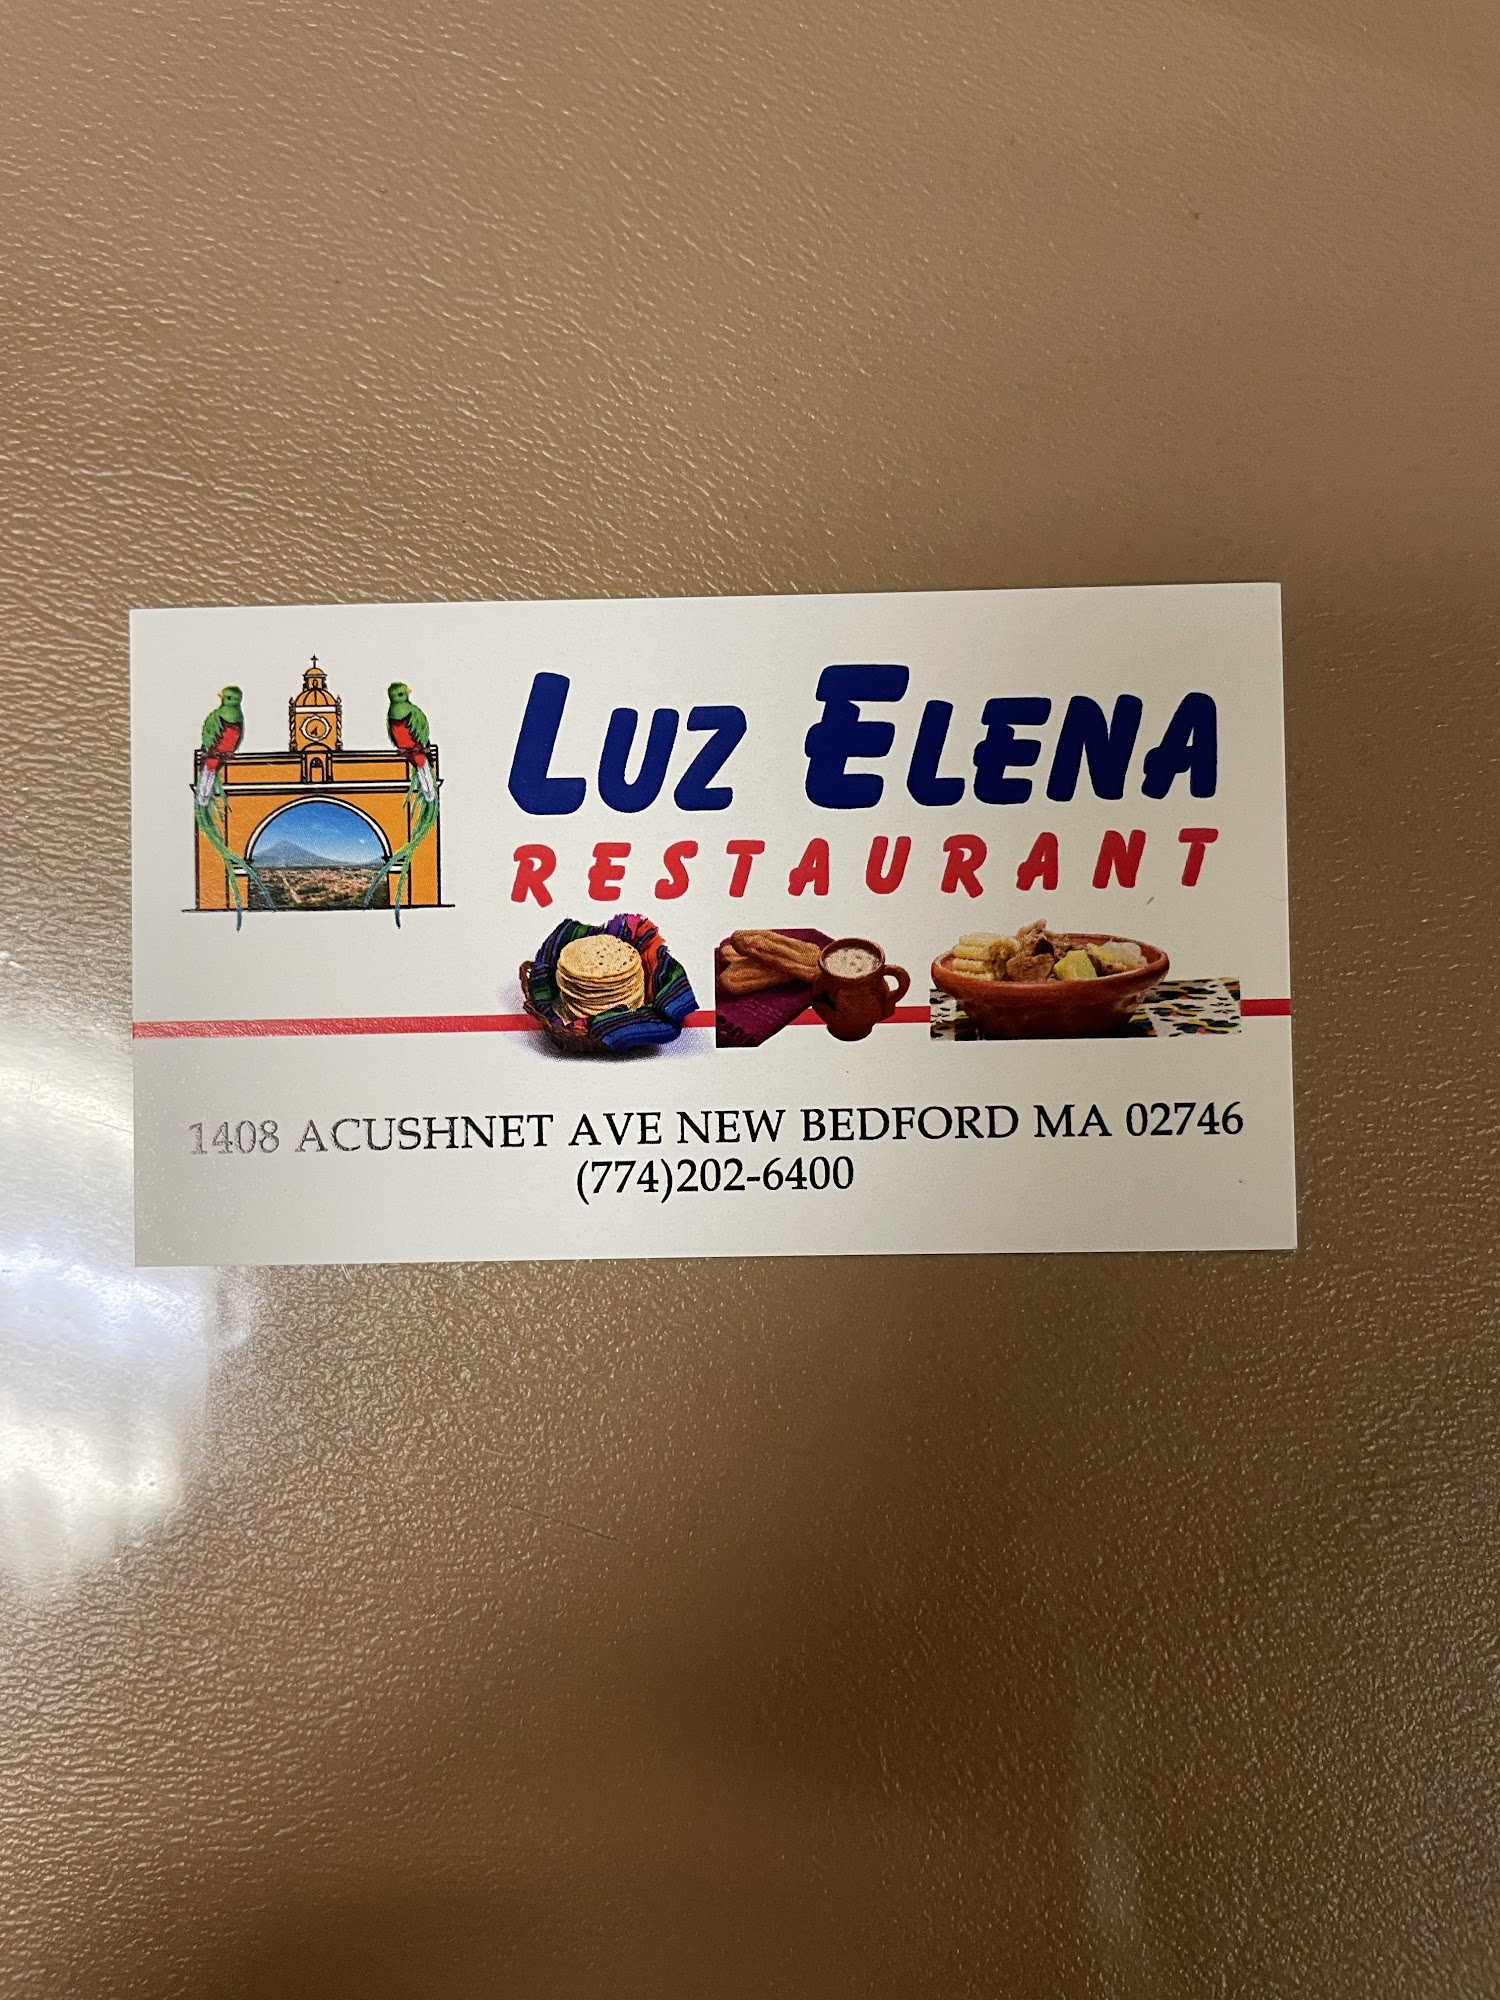 LUZ ELENA
RESTAURANT
1408 ACUSHNET AVE NEW BEDFORD MA 02746
(774)202-6400